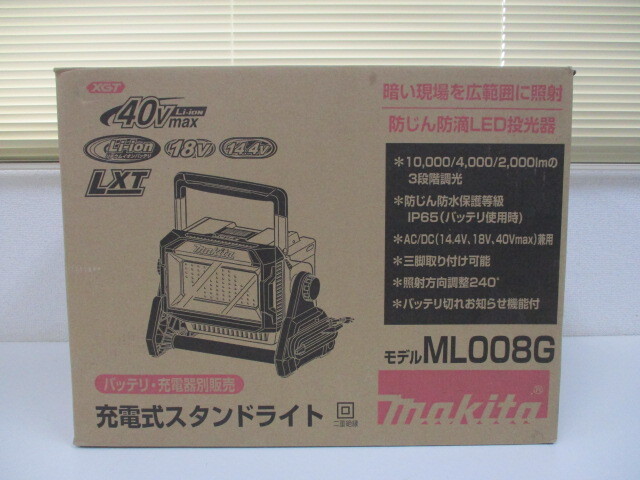 XGT
40Vmax Li-ion
Li-ion 18V 14.4V
LXT
makita
バッテリ・充電器別販売
充電式スタンドライト
二重絶縁
暗い現場を広範囲に照射
防じん防滴LED投光器
＊10,000/4,000/2,000lmの
3段階調光
＊防じん防水保護等級
IP65(バッテリ使用時)
＊AC/DC(14.4V,18V,40Vmax)兼用
＊三脚取り付け可能
＊照射方向調整240°
＊バッテリ切れお知らせ機能付
モデルML008G
makita®